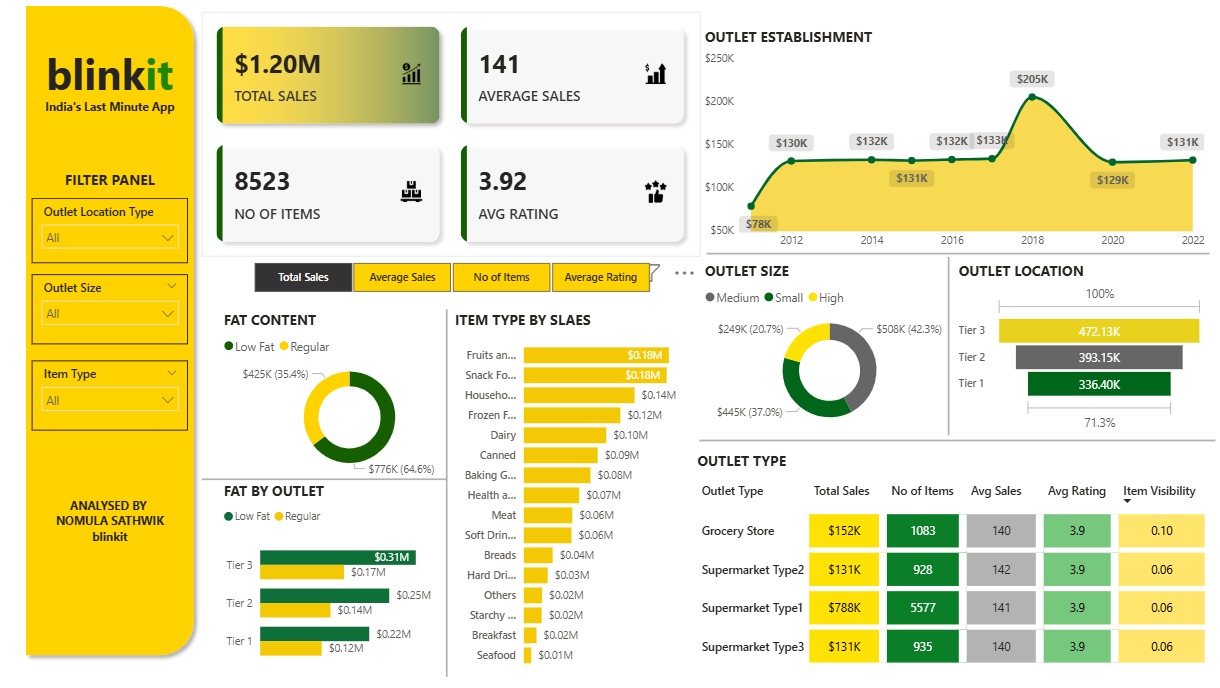 blinkit
India's Last Minute App
FILTER PANEL
Outlet Location Type
All
Outlet Size
All
Item Type
All
ANALYSED BY
NOMULA SATHWIK
blinkit
$1.20M
TOTAL SALES
141
AVERAGE SALES
8523
NO OF ITEMS
3.92
AVG RATING
Total Sales Average Sales No of Items Average Rating
FAT CONTENT
Low Fat Regular
$425K (35.4%)
$776K (64.6%)
FAT BY OUTLET
Low Fat Regular
Tier 3 $0.31M
$0.17M
Tier 2 $0.25M
$0.14M
Tier 1 $0.22M
$0.12M
ITEM TYPE BY SLAES
Fruits an... $0.18M
Snack Fo... $0.18M
Househo... $0.14M
Frozen F... $0.12M
Dairy $0.10M
Canned $0.09M
Baking G... $0.08M
Health a... $0.07M
Meat $0.06M
Soft Drin... $0.06M
Breads $0.04M
Hard Dri... $0.03M
Others $0.02M
Starchy ... $0.02M
Breakfast $0.02M
Seafood $0.01M
OUTLET ESTABLISHMENT
$250K
$200K
$150K
$100K
$50K
$78K
$130K
$132K
$131K
$132K
$133K
$205K
$129K
$131K
2012 2014 2016 2018 2020 2022
OUTLET SIZE
Medium Small High
$249K (20.7%)
$508K (42.3%)
$445K (37.0%)
OUTLET LOCATION
100%
Tier 3 472.13K
Tier 2 393.15K
Tier 1 336.40K
71.3%
OUTLET TYPE
Outlet Type Total Sales No of Items Avg Sales Avg Rating Item Visibility
Grocery Store $152K 1083 140 3.9 0.10
Supermarket Type2 $131K 928 142 3.9 0.06
Supermarket Type1 $788K 5577 141 3.9 0.06
Supermarket Type3 $131K 935 140 3.9 0.06